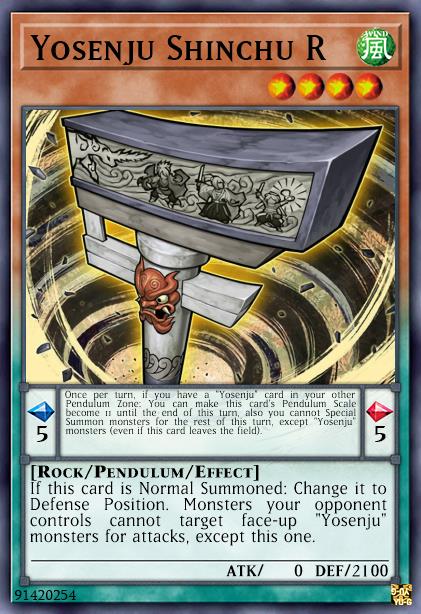 YOSENJU SHINCHU R
WIND
風
Once per turn, if you have a "Yosenju" card in your other
Pendulum Zone: You can make this card's Pendulum Scale
become 11 until the end of this turn, also you cannot Special
Summon monsters for the rest of this turn, except "Yosenju"
monsters (even if this card leaves the field).
5
5
[ROCK/PENDULUM/EFFECT]
If this card is Normal Summoned: Change it to
Defense Position. Monsters your opponent
controls cannot target face-up "Yosenju"
monsters for attacks, except this one.
ATK/ 0 DEF/2100
91420254